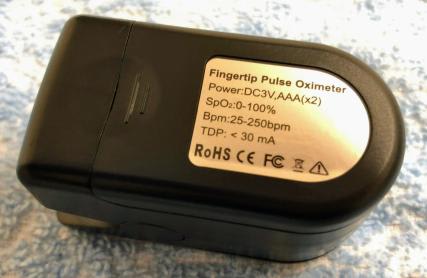 Fingertip Pulse Oximeter
Power:DC3V,AAA(x2)
SpO₂:0-100%
Bpm:25-250bpm
TDP: < 30 mA
RoHS CE FC